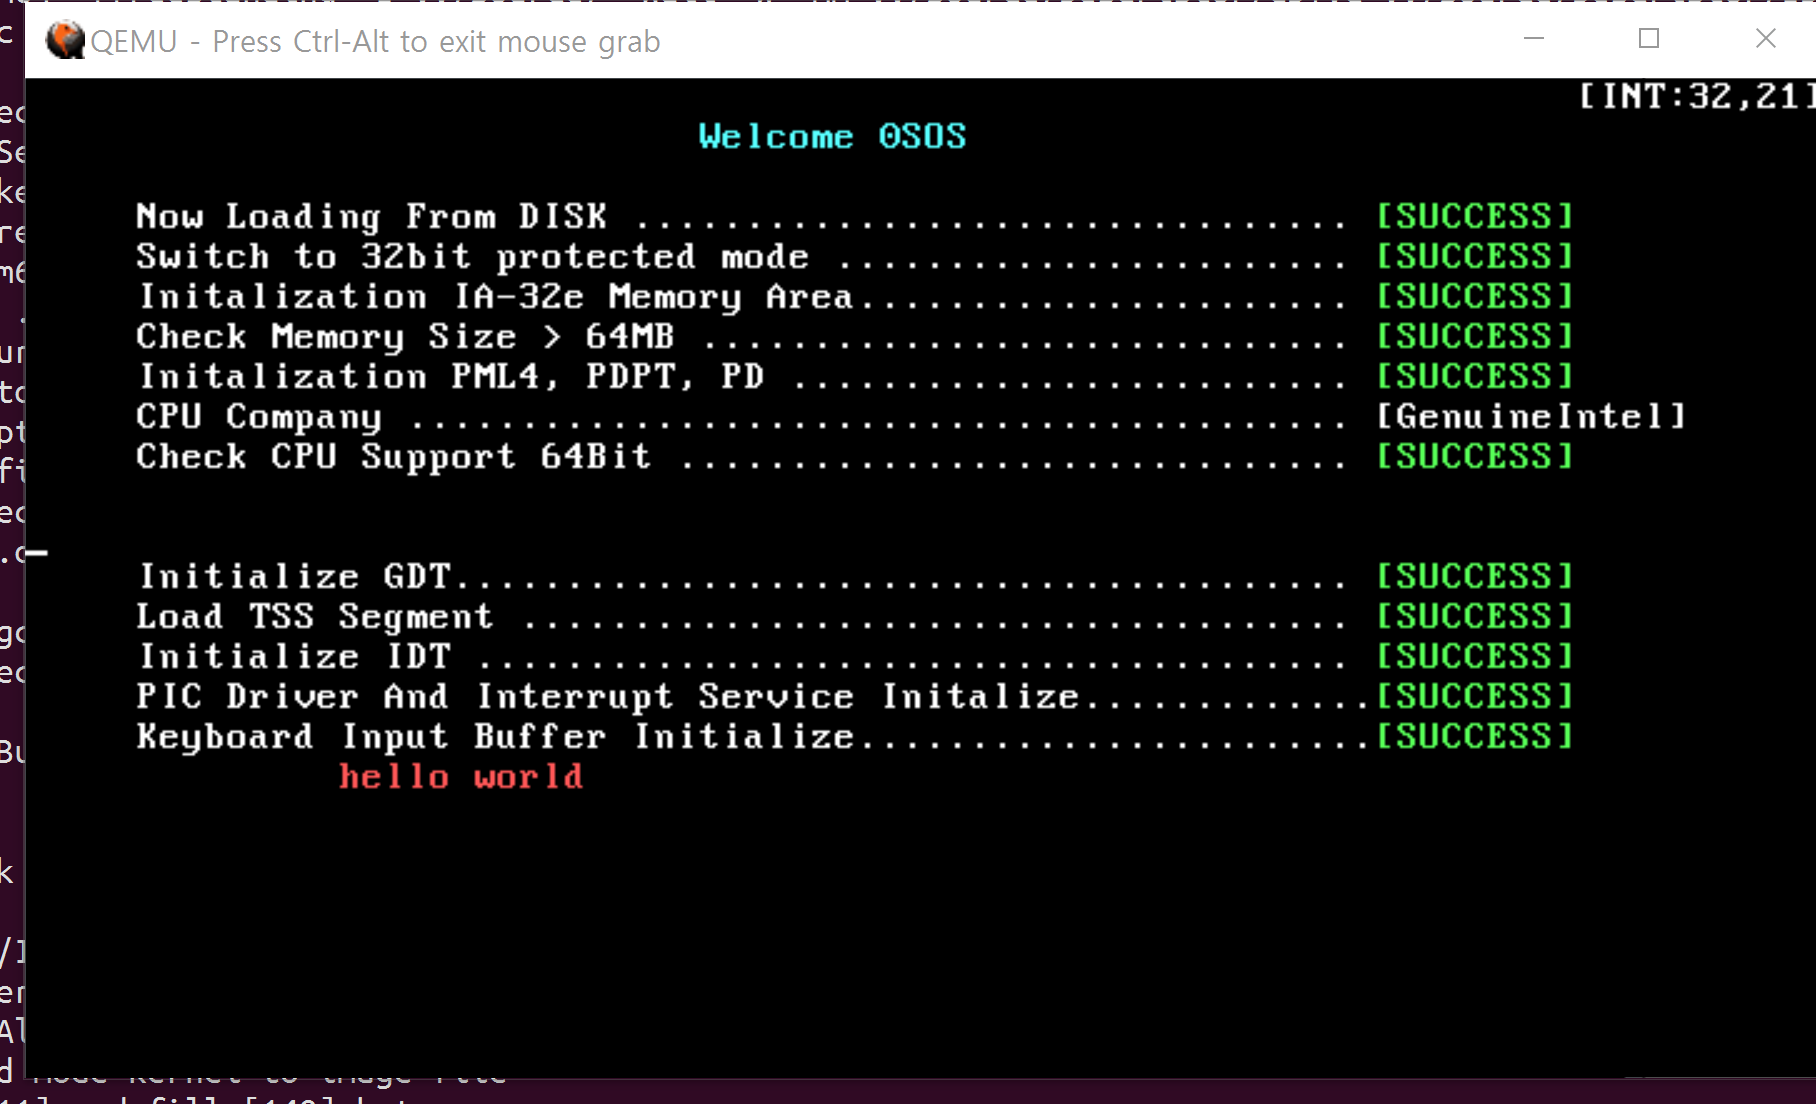 QEMU - Press Ctrl-Alt to exit mouse grab
[INT:32,21]
Welcome OSOS
Now Loading From DISK ................................ [SUCCESS]
Switch to 32bit protected mode ....................... [SUCCESS]
Initalization IA-32e Memory Area...................... [SUCCESS]
Check Memory Size > 64MB ............................. [SUCCESS]
Initalization PML4, PDPT, PD ......................... [SUCCESS]
CPU Company .......................................... [GenuineIntel]
Check CPU Support 64Bit .............................. [SUCCESS]
Initialize GDT........................................ [SUCCESS]
Load TSS Segment ..................................... [SUCCESS]
Initialize IDT ....................................... [SUCCESS]
PIC Driver And Interrupt Service Initalize.............[SUCCESS]
Keyboard Input Buffer Initialize.......................[SUCCESS]
hello world